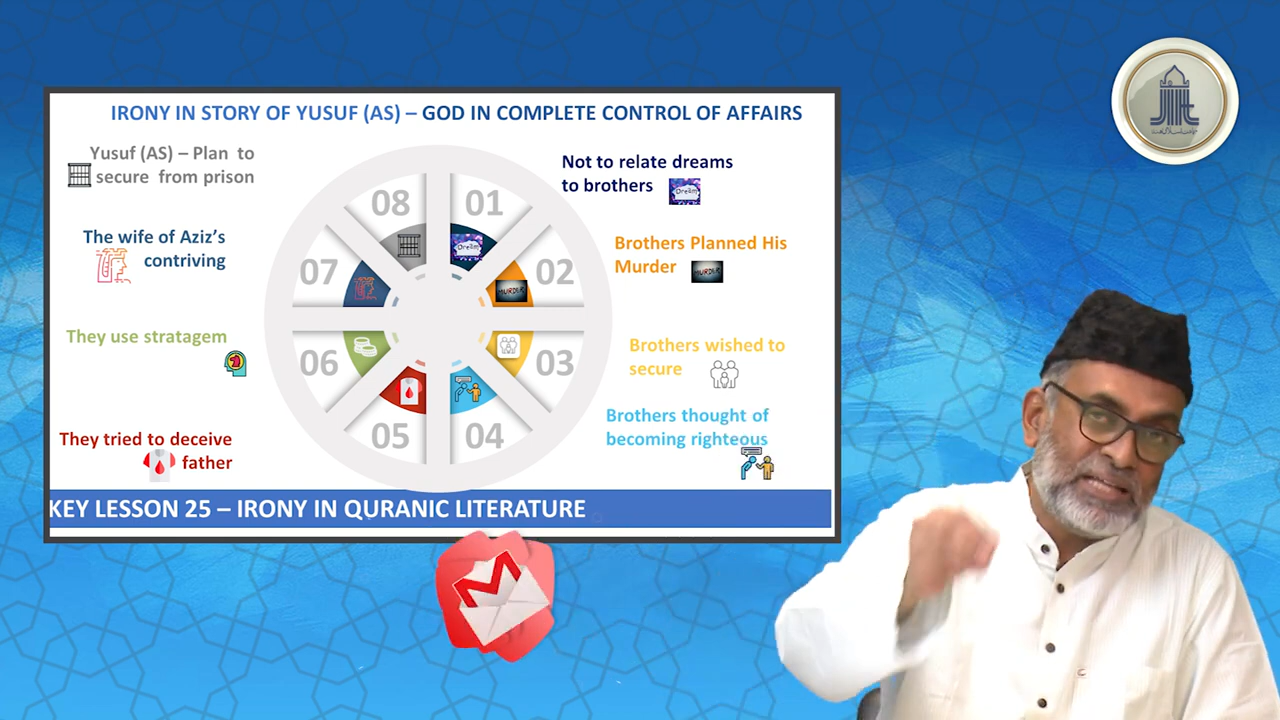 IRONY IN STORY OF YUSUF (AS) – GOD IN COMPLETE CONTROL OF AFFAIRS
Yusuf (AS) – Plan to
secure from prison
The wife of Aziz’s
contriving
They use stratagem
They tried to deceive
father
08
01
07
02
06
03
05
04
MURDER
Not to relate dreams
to brothers
Dream
Brothers Planned His
Murder
MURDER
Brothers wished to
secure
Brothers thought of
becoming righteous
KEY LESSON 25 – IRONY IN QURANIC LITERATURE